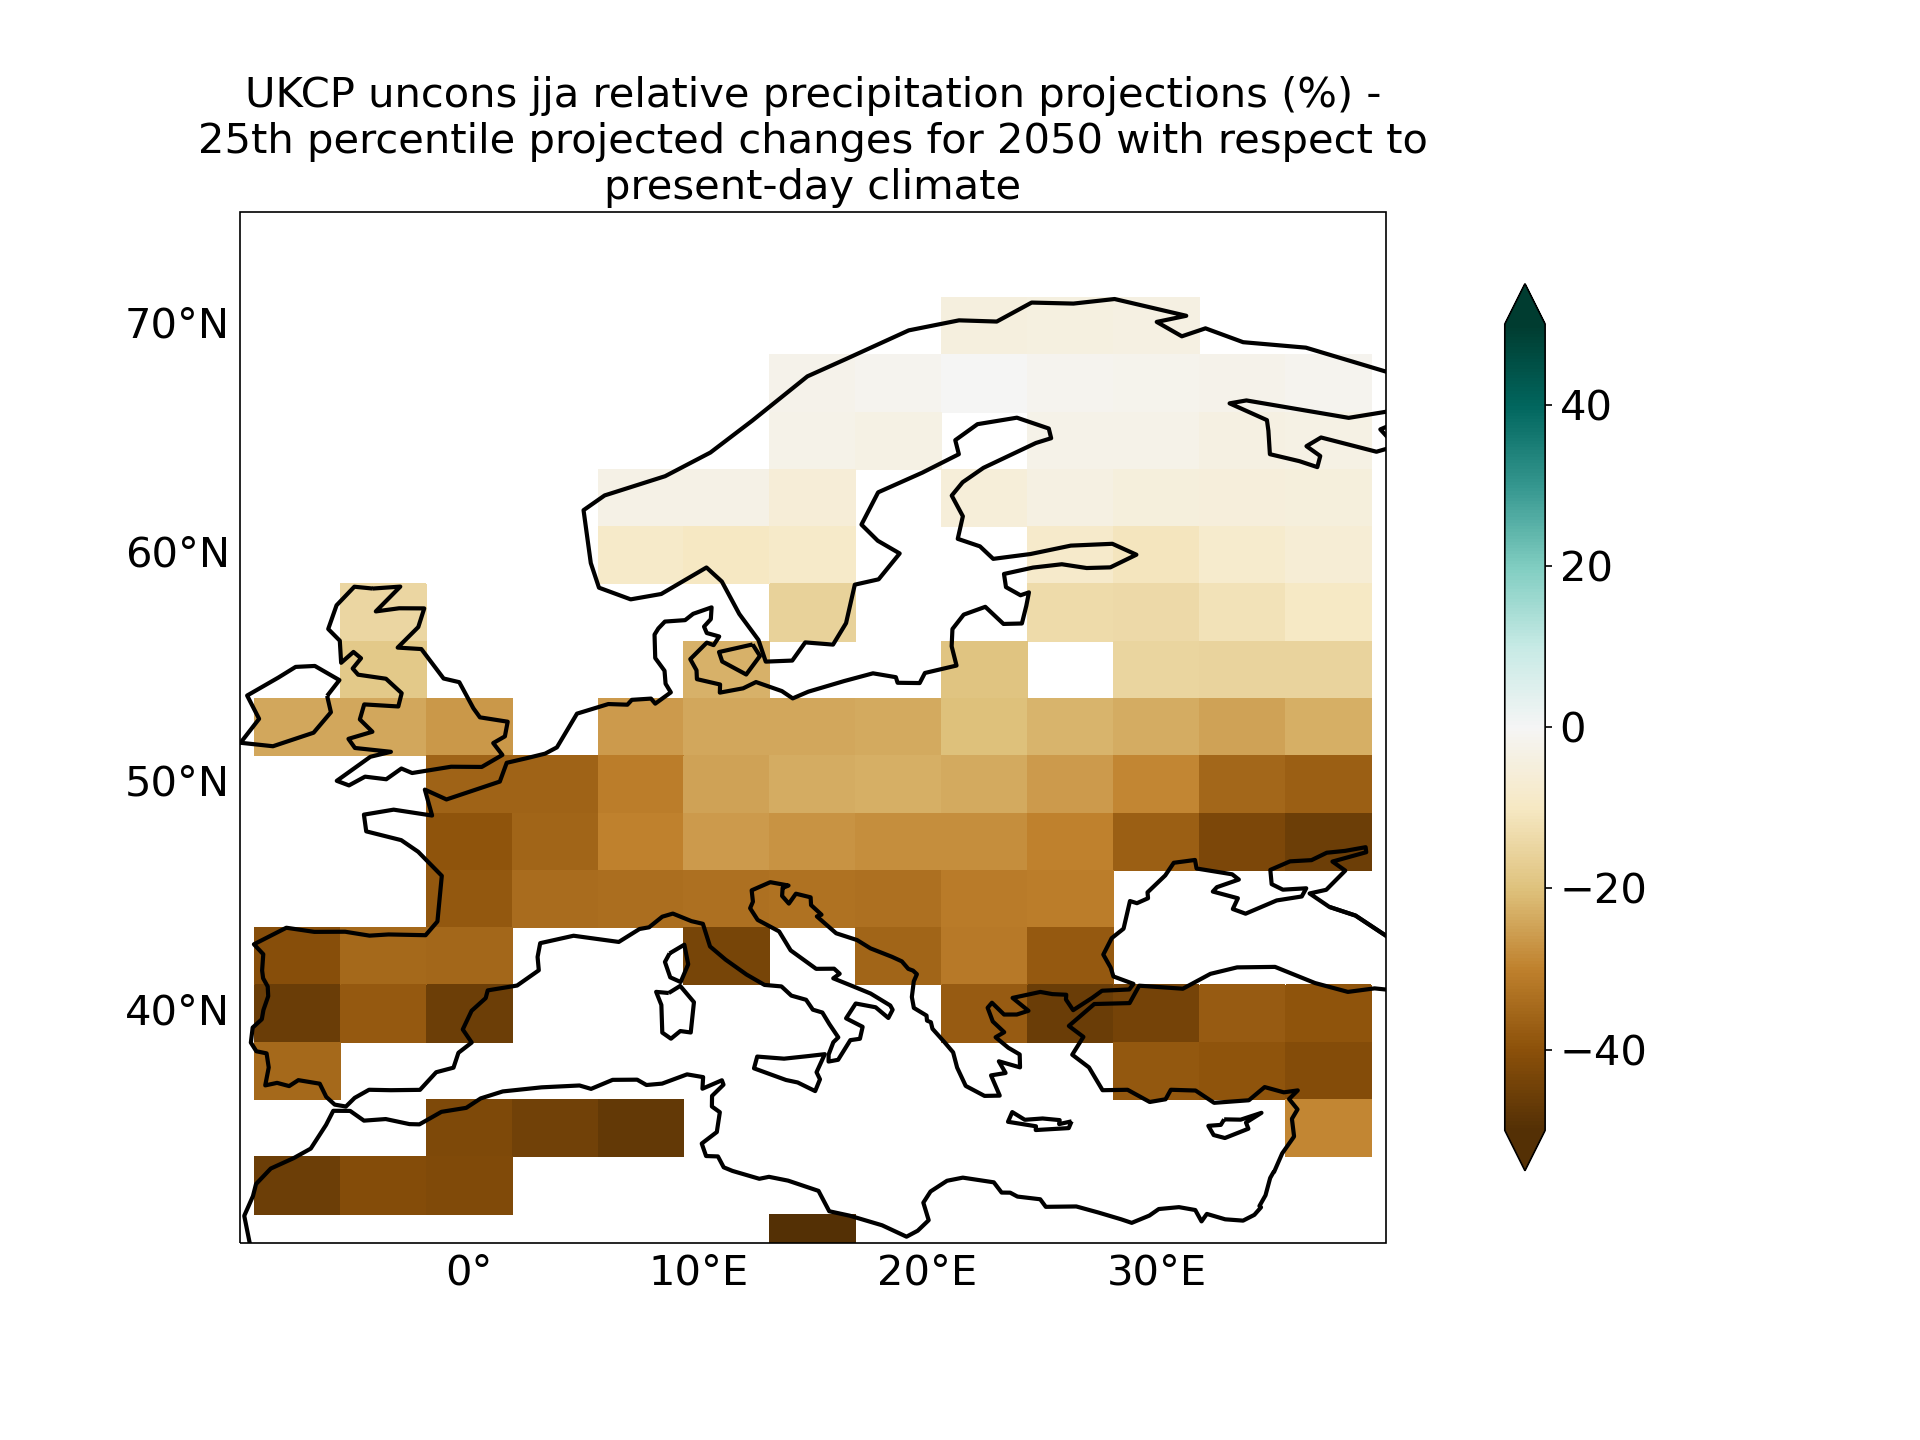 UKCP uncons jja relative precipitation projections (%) -
25th percentile projected changes for 2050 with respect to
present-day climate
70°N
60°N
50°N
40°N
0°
10°E
20°E
30°E
40
20
0
−20
−40